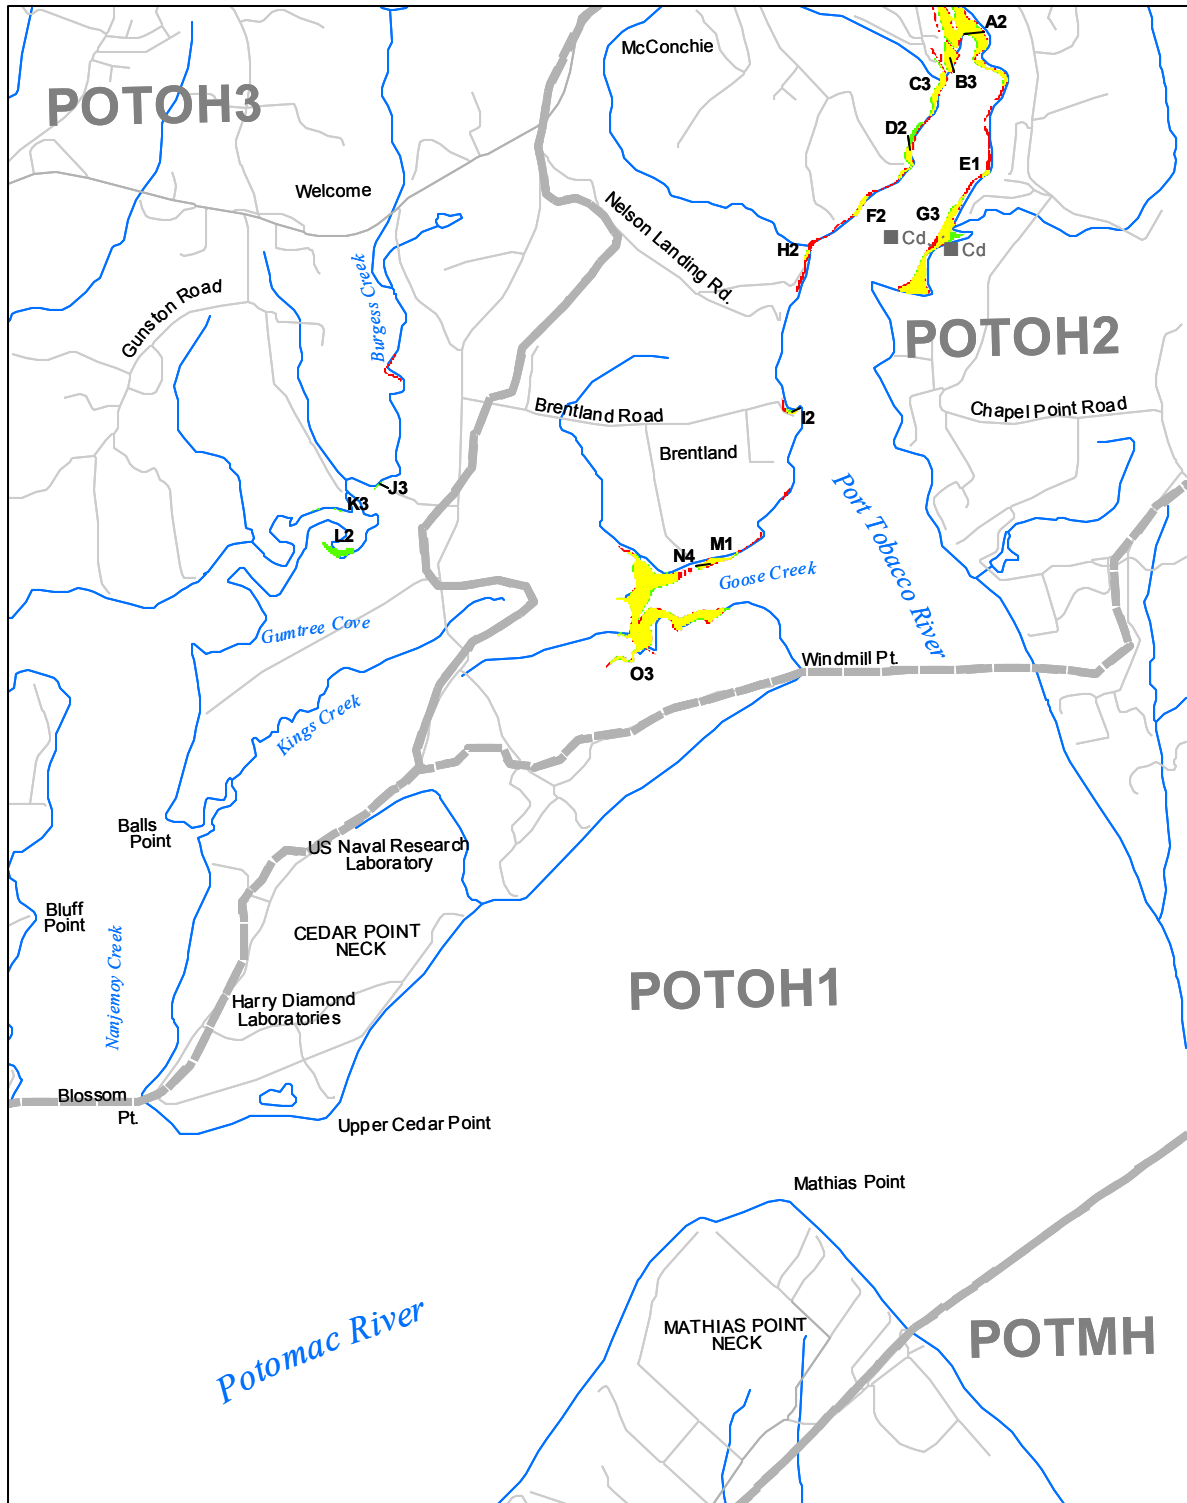 A2
McConchie
C3
B3
POTOH3
D2
E1
Welcome
Nelson Landing Rd.
F2
G3
Cd
Cd
H2
Burgess Creek
Gunston Road
POTOH2
Brentland Road
I2
Chapel Point Road
Brentland
Port Tobacco River
J3
K3
L2
N4
M1
Goose Creek
Gumtree Cove
Windmill Pt.
O3
Kings Creek
Balls
Point
US Naval Research
Laboratory
Bluff
Point
CEDAR POINT
NECK
Nanjemoy Creek
POTOH1
Harry Diamond
Laboratories
Blossom
Pt.
Upper Cedar Point
Mathias Point
Potomac River
MATHIAS POINT
NECK
POTMH